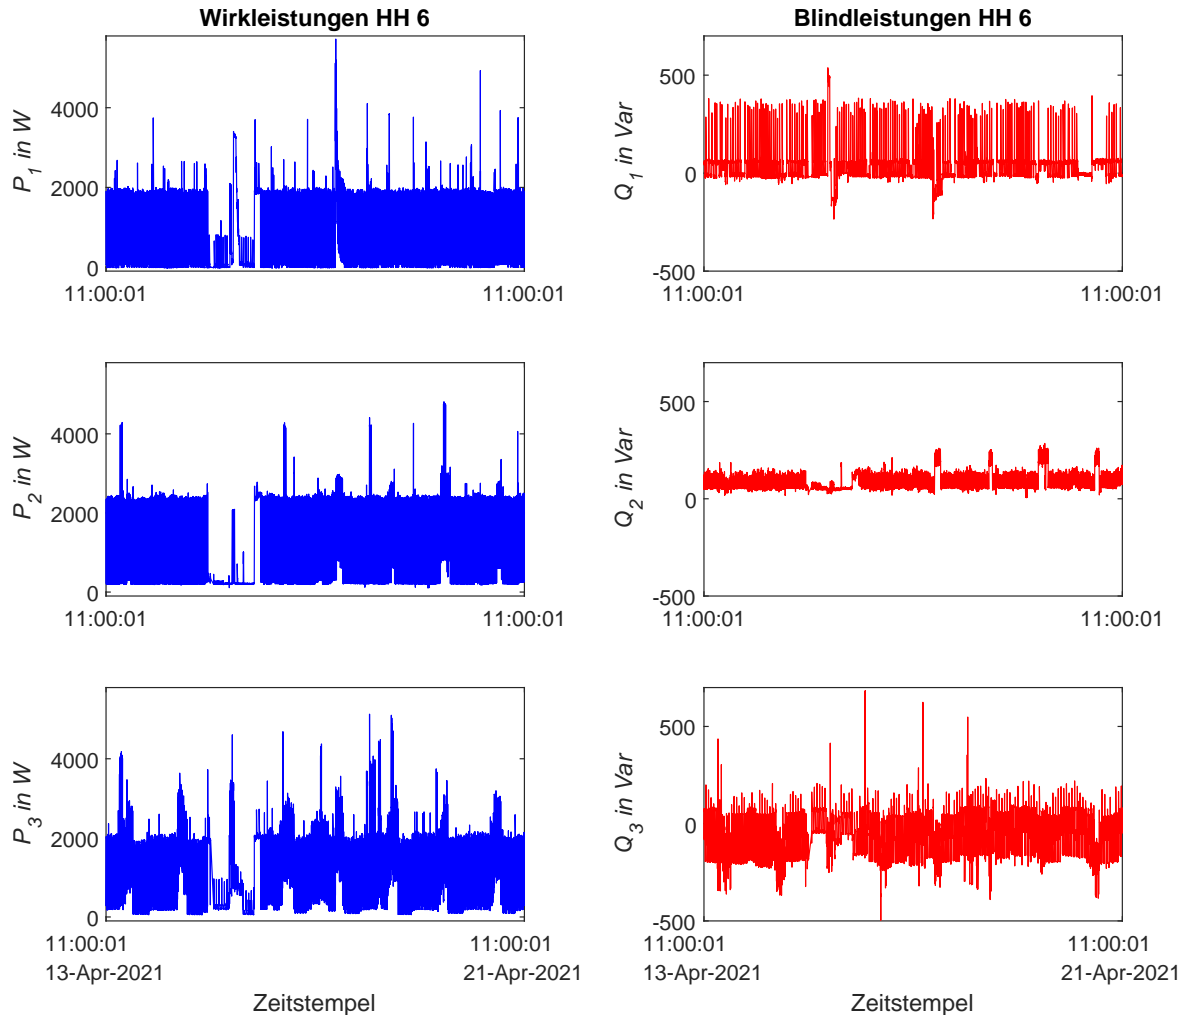 Wirkleistungen HH 6
Blindleistungen HH 6
P1 in W
4000
2000
0
11:00:01
11:00:01
Q1 in Var
500
0
-500
11:00:01
11:00:01
P2 in W
4000
2000
0
11:00:01
11:00:01
Q2 in Var
500
0
-500
11:00:01
11:00:01
P3 in W
4000
2000
0
11:00:01
13-Apr-2021
11:00:01
21-Apr-2021
Zeitstempel
Q3 in Var
500
0
-500
11:00:01
13-Apr-2021
11:00:01
21-Apr-2021
Zeitstempel